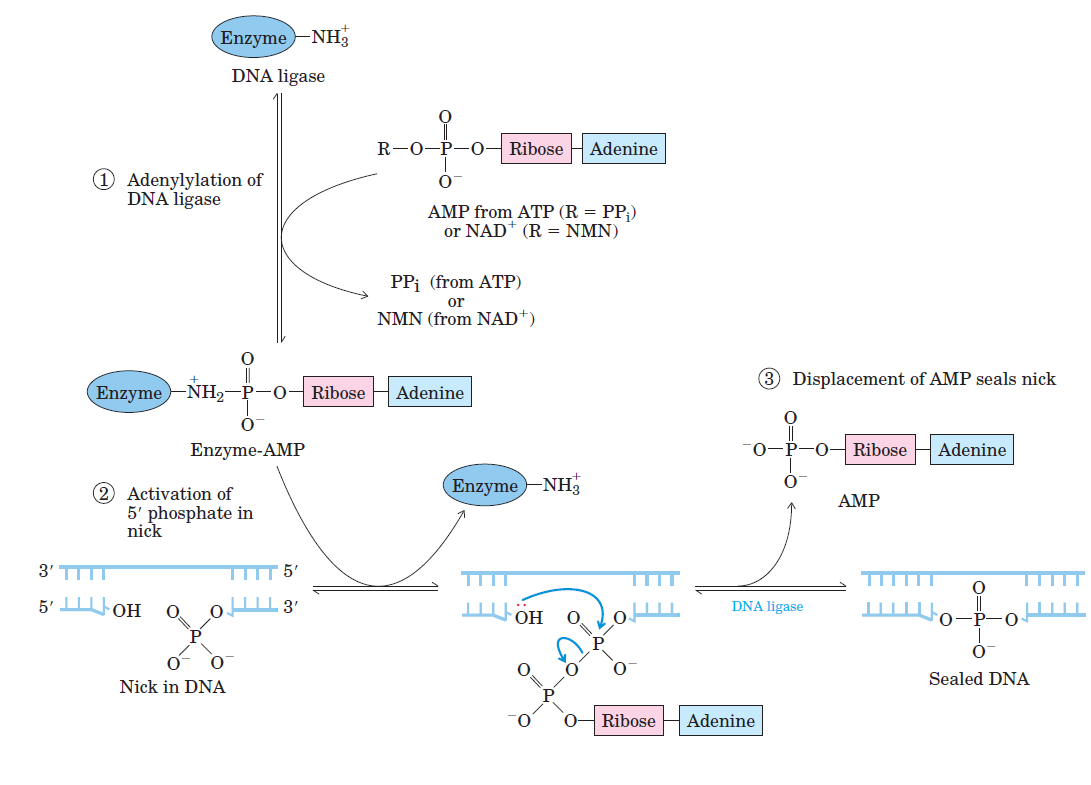 Enzyme —NH₃⁺
DNA ligase
O
R—O—P—O— Ribose Adenine
O⁻
① Adenylylation of
DNA ligase
AMP from ATP (R = PPᵢ)
or NAD⁺ (R = NMN)
PPᵢ (from ATP)
or
NMN (from NAD⁺)
O
Enzyme —N⁺H₂—P—O— Ribose Adenine
O⁻
Enzyme-AMP
② Activation of
5′ phosphate in
nick
Enzyme —NH₃⁺
③ Displacement of AMP seals nick
O
⁻O—P—O— Ribose Adenine
O⁻
AMP
3′ 5′
5′ OH O O 3′
P
O⁻ O⁻
Nick in DNA
OH O O
P
O O O⁻
P
⁻O O— Ribose Adenine
DNA ligase
O
O—P—O
O⁻
Sealed DNA